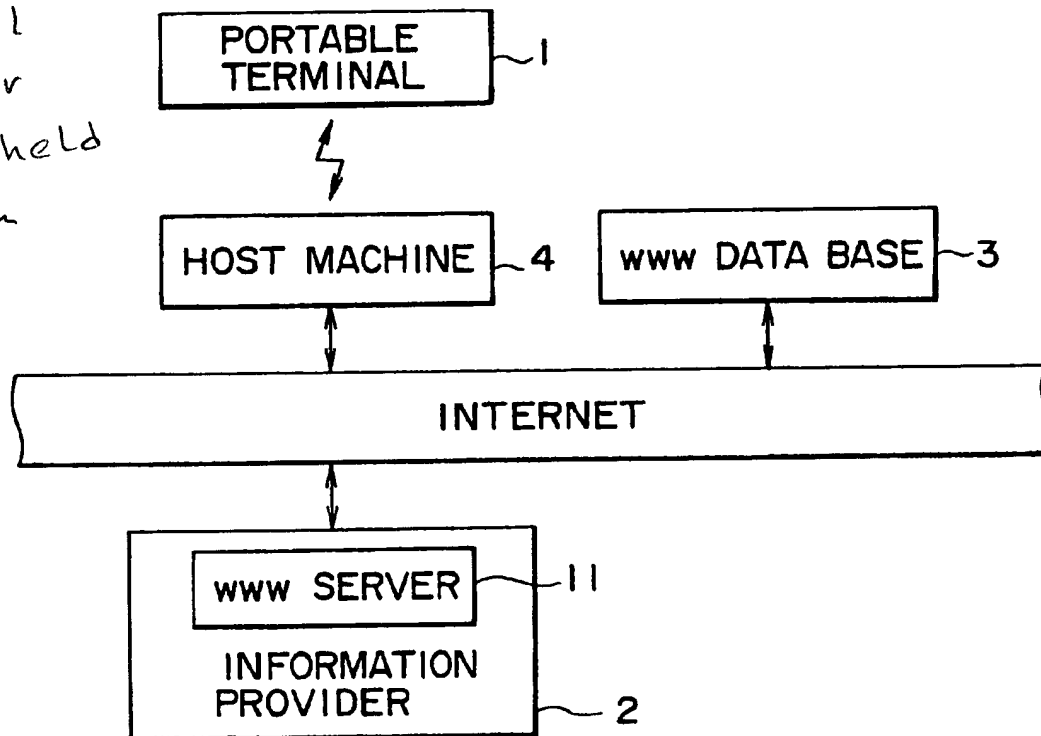 PORTABLE
TERMINAL
1
held
HOST MACHINE
4
www DATA BASE
3
INTERNET
www SERVER
11
INFORMATION
PROVIDER
2